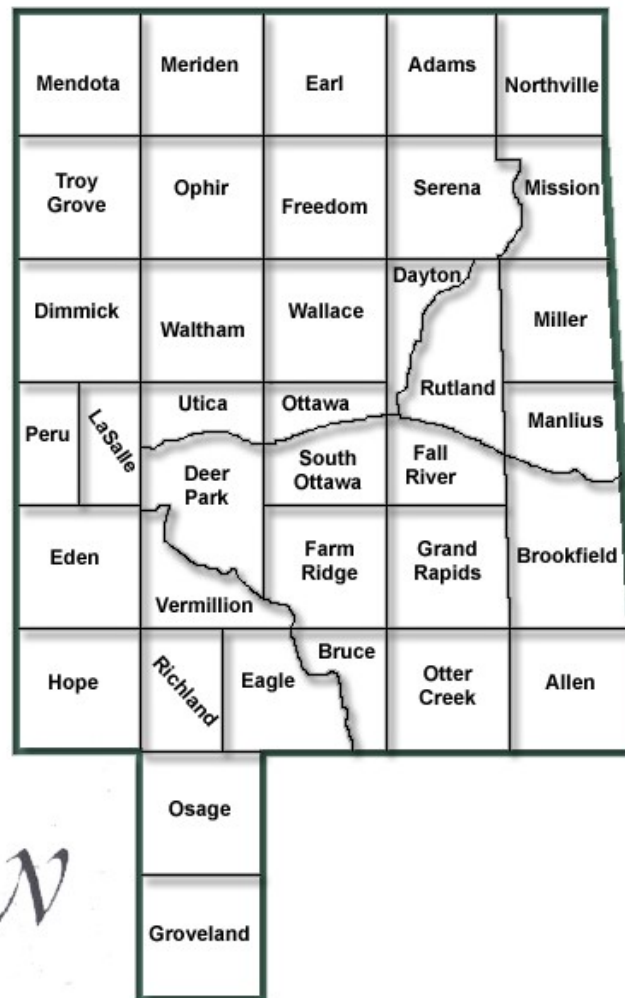 Mendota
Meriden
Earl
Adams
Northville
Troy
Grove
Ophir
Freedom
Serena
Mission
Dimmick
Waltham
Wallace
Dayton
Rutland
Miller
Peru
LaSalle
Utica
Ottawa
Manlius
Deer
Park
South
Ottawa
Fall
River
Eden
Vermillion
Farm
Ridge
Grand
Rapids
Brookfield
Hope
Richland
Eagle
Bruce
Otter
Creek
Allen
Osage
Groveland
N